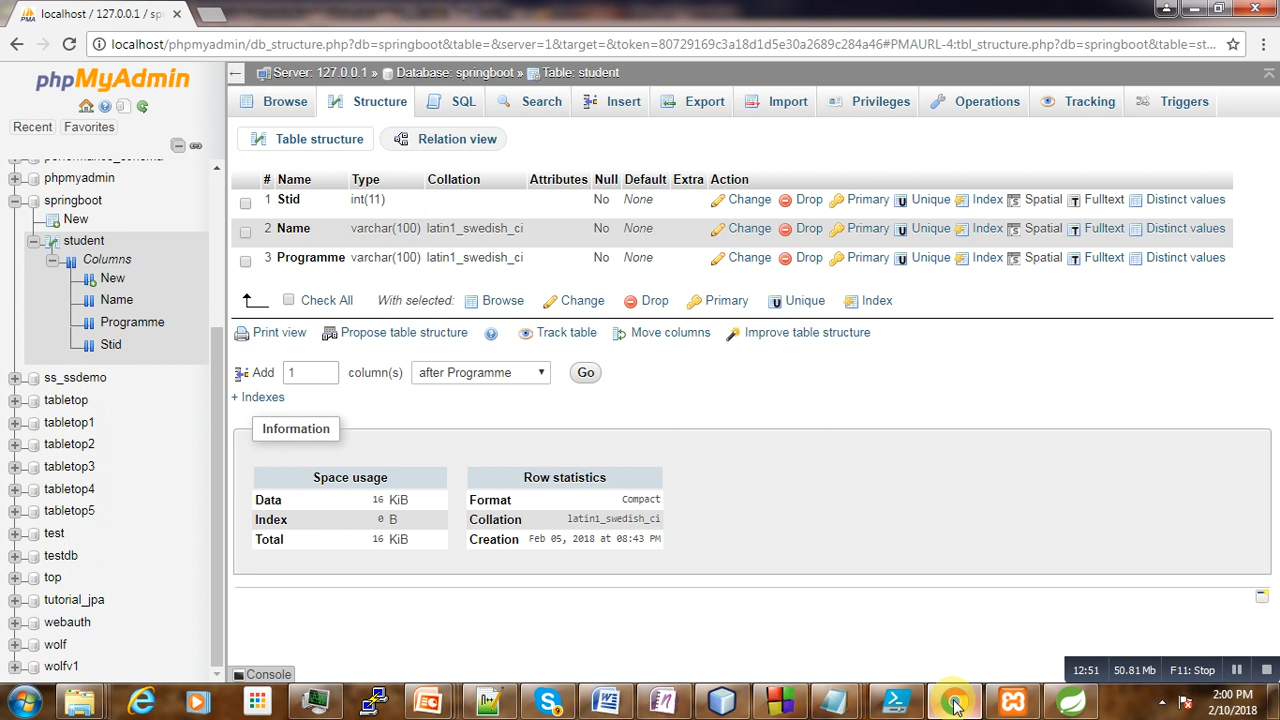 localhost / 127.0.0.1 / sp
localhost/phpmyadmin/db_structure.php?db=springboot&table=&server=1&target=&token=80729169c3a18d1d5e30a2689c284a46#PMAURL-4:tbl_structure.php?db=springboot&table=st...
phpMyAdmin
Recent Favorites
phpmyadmin
springboot
New
student
Columns
New
Name
Programme
Stid
ss_ssdemo
tabletop
tabletop1
tabletop2
tabletop3
tabletop4
tabletop5
test
testdb
top
tutorial_jpa
webauth
wolf
wolfv1
Server: 127.0.0.1 » Database: springboot » Table: student
Browse Structure SQL Search Insert Export Import Privileges Operations Tracking Triggers
Table structure Relation view
# Name Type Collation Attributes Null Default Extra Action
1 Stid int(11) No None Change Drop Primary Unique Index Spatial Fulltext Distinct values
2 Name varchar(100) latin1_swedish_ci No None Change Drop Primary Unique Index Spatial Fulltext Distinct values
3 Programme varchar(100) latin1_swedish_ci No None Change Drop Primary Unique Index Spatial Fulltext Distinct values
Check All With selected: Browse Change Drop Primary Unique Index
Print view Propose table structure Track table Move columns Improve table structure
Add 1 column(s) after Programme Go
+ Indexes
Information
Space usage
Data 16 KiB
Index 0 B
Total 16 KiB
Row statistics
Format Compact
Collation latin1_swedish_ci
Creation Feb 05, 2018 at 08:43 PM
Console
12:51 50.81 Mb F11: Stop
2:00 PM
2/10/2018